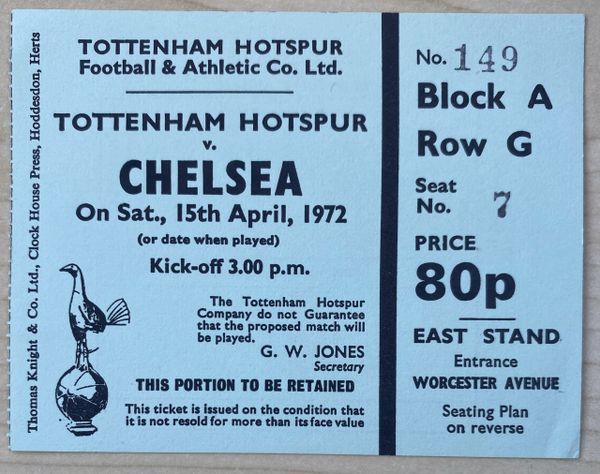 Thomas Knight & Co. Ltd., Clock House Press, Hoddesdon, Herts
TOTTENHAM HOTSPUR
Football & Athletic Co. Ltd.
TOTTENHAM HOTSPUR
v.
CHELSEA
On Sat., 15th April, 1972
(or date when played)
Kick-off 3.00 p.m.
The Tottenham Hotspur
Company do not Guarantee
that the proposed match will
be played.
G. W. JONES
Secretary
THIS PORTION TO BE RETAINED
This ticket is issued on the condition that
it is not resold for more than its face value
No. 149
Block A
Row G
Seat
No. 7
PRICE
80p
EAST STAND
Entrance
WORCESTER AVENUE
Seating Plan
on reverse